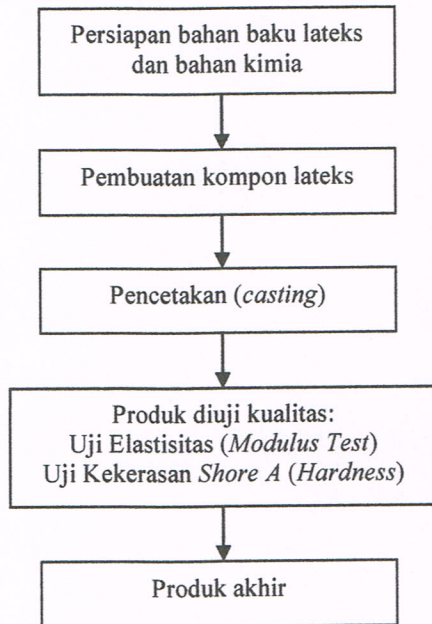 Persiapan bahan baku lateks
dan bahan kimia
Pembuatan kompon lateks
Pencetakan (casting)
Produk diuji kualitas:
Uji Elastisitas (Modulus Test)
Uji Kekerasan Shore A (Hardness)
Produk akhir